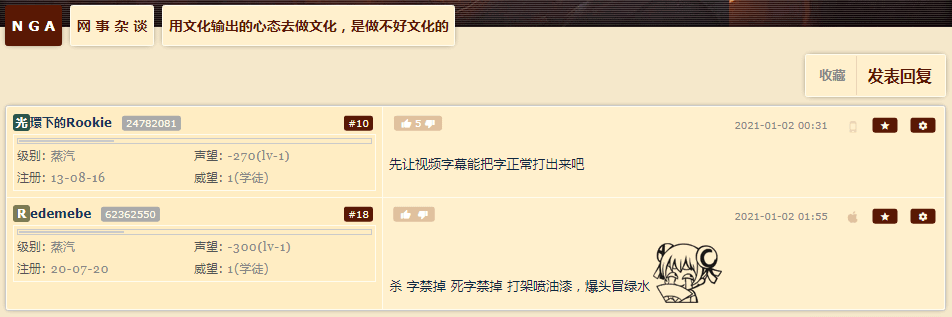 NGA 网事杂谈 用文化输出的心态去做文化，是做不好文化的
收藏 发表回复
光環下的Rookie 24782081 #10
5
2021-01-02 00:31
级别: 蒸汽 声望: -270(lv-1)
注册: 13-08-16 威望: 1(学徒)
先让视频字幕能把字正常打出来吧
Redemebe 62362550 #18
2021-01-02 01:55
级别: 蒸汽 声望: -300(lv-1)
注册: 20-07-20 威望: 1(学徒)
杀 字禁掉 死字禁掉 打架喷油漆，爆头冒绿水